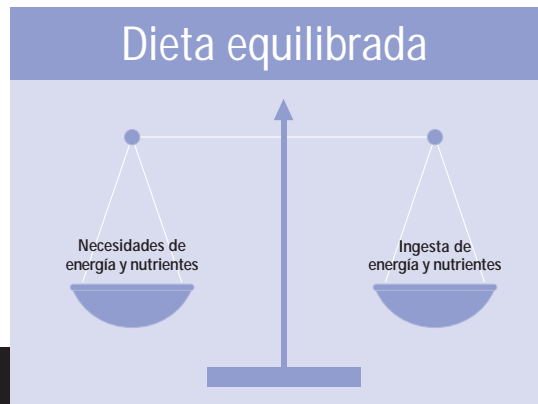 Dieta equilibrada
Necesidades de
energía y nutrientes
Ingesta de
energía y nutrientes